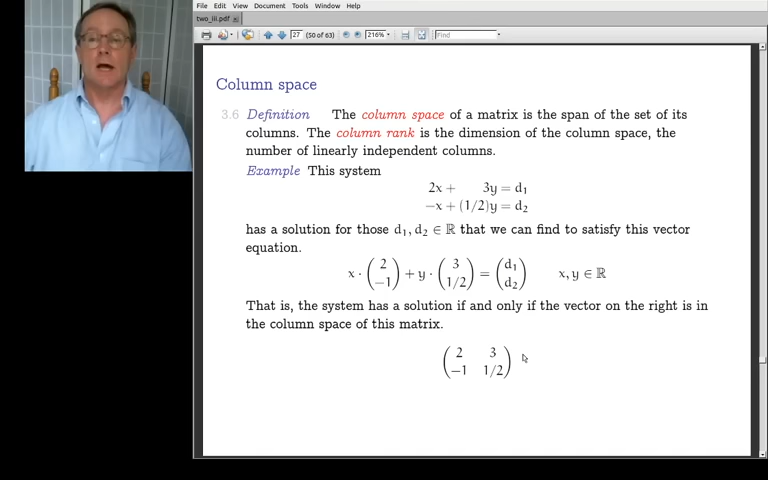 File Edit View Document Tools Window Help
two_iii.pdf
27 (50 of 63) 216% Find
Column space
3.6 Definition The column space of a matrix is the span of the set of its
columns. The column rank is the dimension of the column space, the
number of linearly independent columns.
Example This system
2x + 3y = d₁
−x + (1/2)y = d₂
has a solution for those d₁, d₂ ∈ ℝ that we can find to satisfy this vector
equation.
x · (2 −1) + y · (3 1/2) = (d₁ d₂) x, y ∈ ℝ
That is, the system has a solution if and only if the vector on the right is in
the column space of this matrix.
(2 3
−1 1/2)